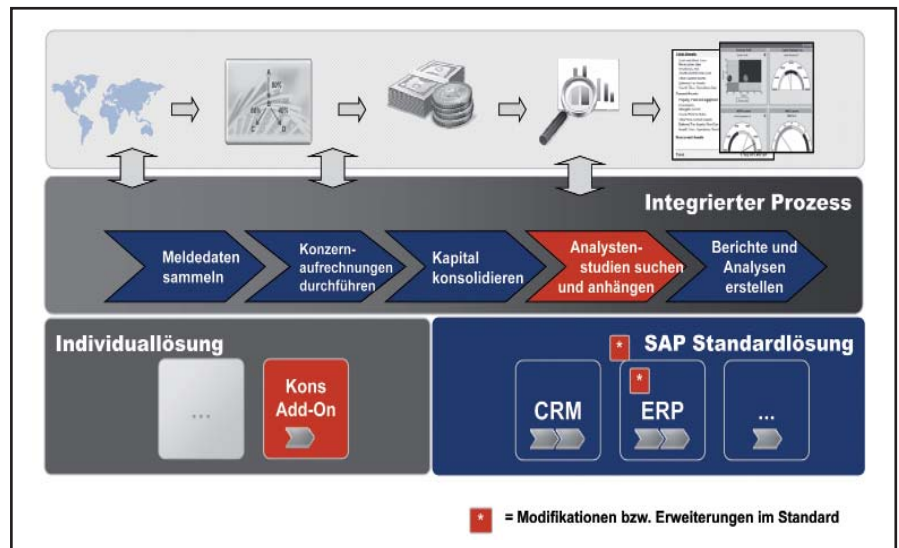 Integrierter Prozess
Meldedaten
sammeln
Konzern-
aufrechnungen
durchführen
Kapital
konsolidieren
Analysten-
studien suchen
und anhängen
Berichte und
Analysen
erstellen
Individuallösung
...
Kons
Add-On
* SAP Standardlösung
*
CRM
ERP
...
* = Modifikationen bzw. Erweiterungen im Standard